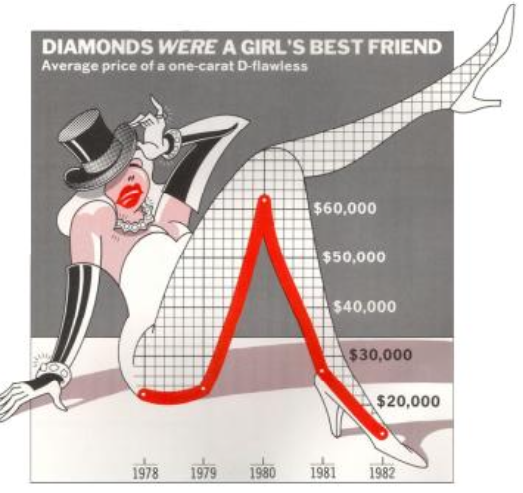 DIAMONDS WERE A GIRL'S BEST FRIEND
Average price of a one-carat D-flawless
$60,000
$50,000
$40,000
$30,000
$20,000
1978 1979 1980 1981 1982